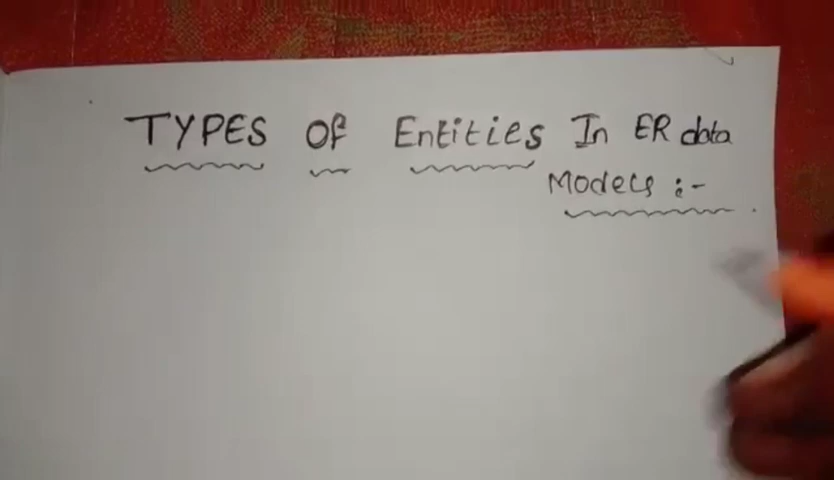 TYPES OF Entities In ER data
Models :-